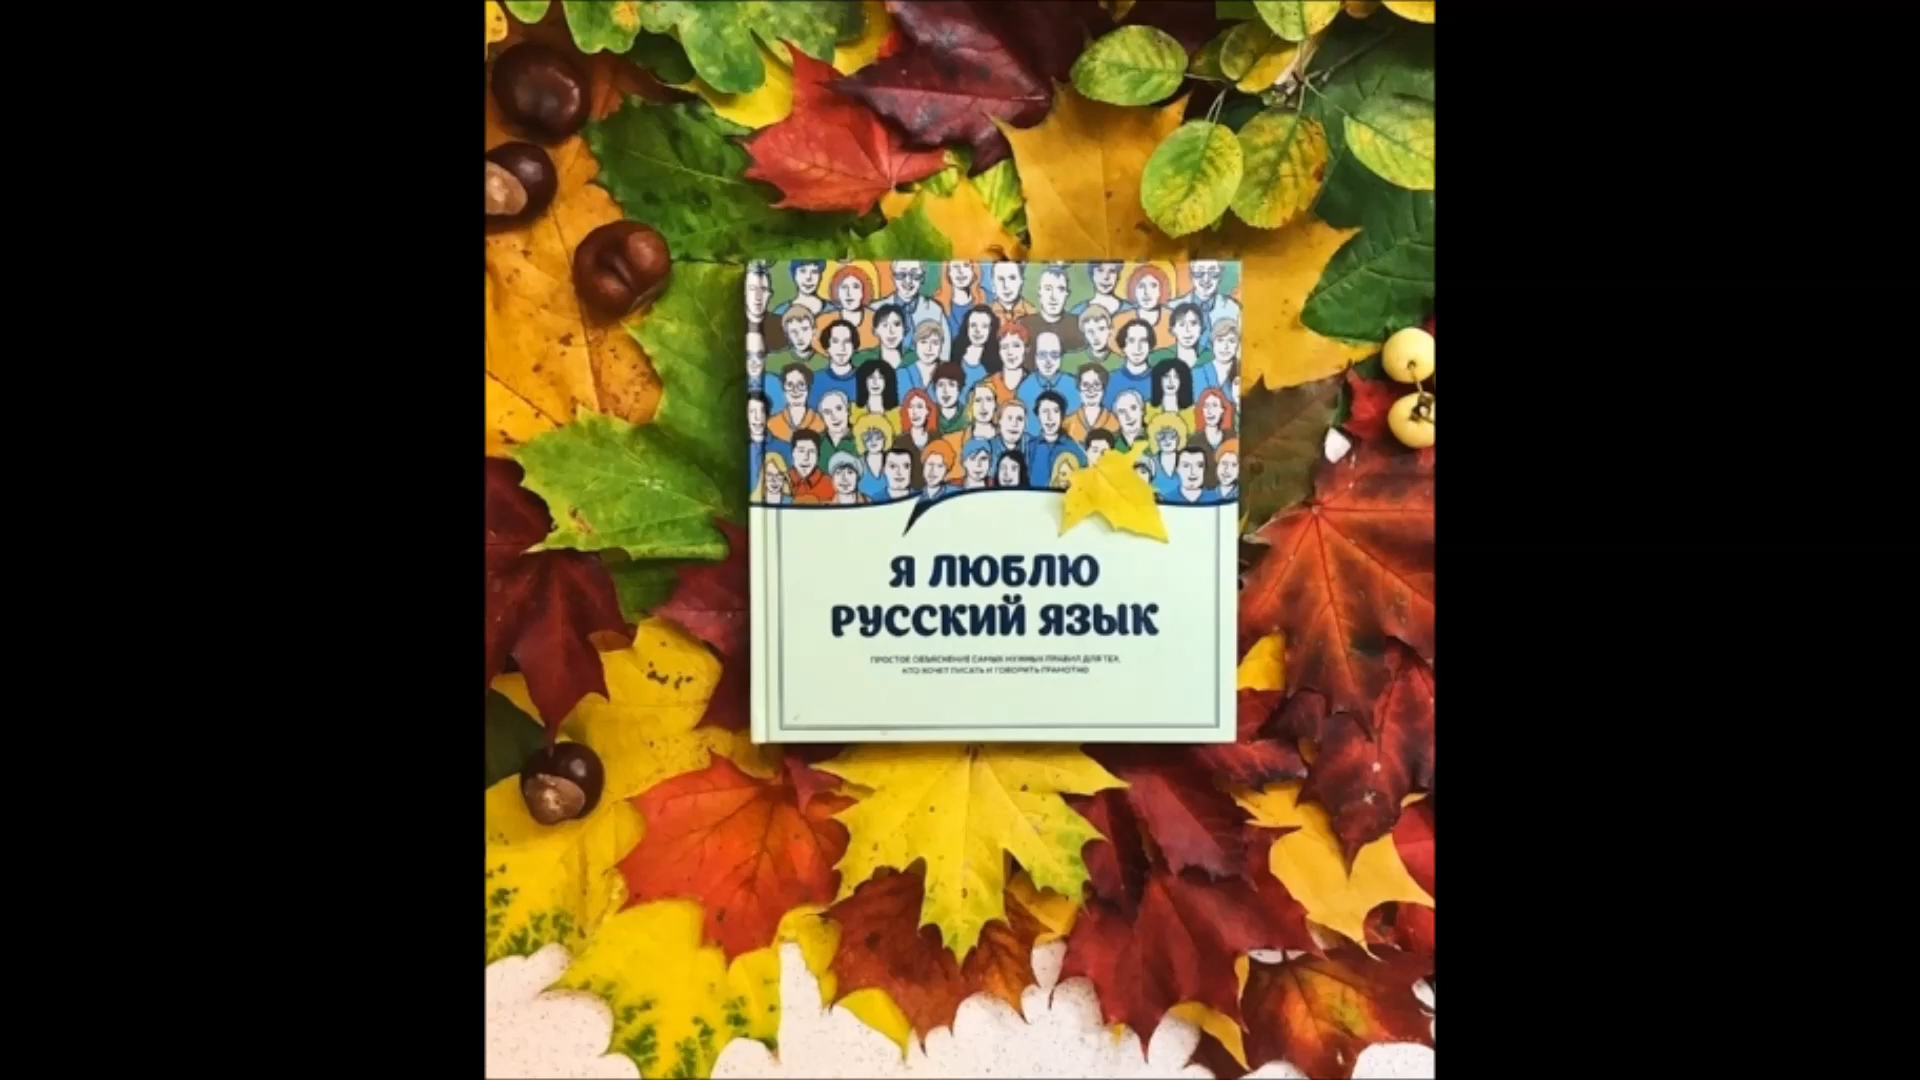 Я ЛЮБЛЮ
РУССКИЙ ЯЗЫК
ПРОСТОЕ ОБЪЯСНЕНИЕ САМЫХ НУЖНЫХ ПРАВИЛ ДЛЯ ТЕХ,
КТО ХОЧЕТ ПИСАТЬ И ГОВОРИТЬ ГРАМОТНО